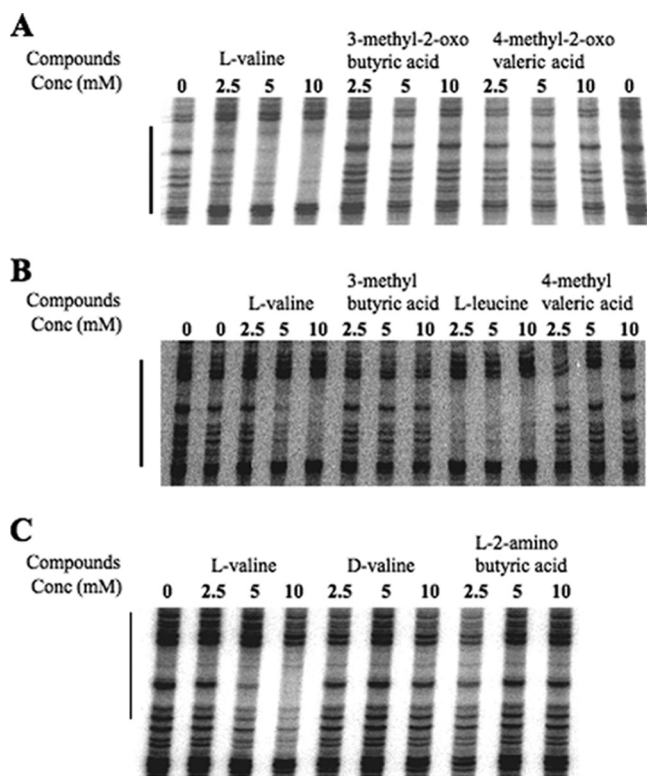 A
3-methyl-2-oxo 4-methyl-2-oxo
Compounds L-valine butyric acid valeric acid
Conc (mM) 0 2.5 5 10 2.5 5 10 2.5 5 10 0
B
3-methyl 4-methyl
Compounds L-valine butyric acid L-leucine valeric acid
Conc (mM) 0 0 2.5 5 10 2.5 5 10 2.5 5 10 2.5 5 10
C
L-2-amino
Compounds L-valine D-valine butyric acid
Conc (mM) 0 2.5 5 10 2.5 5 10 2.5 5 10